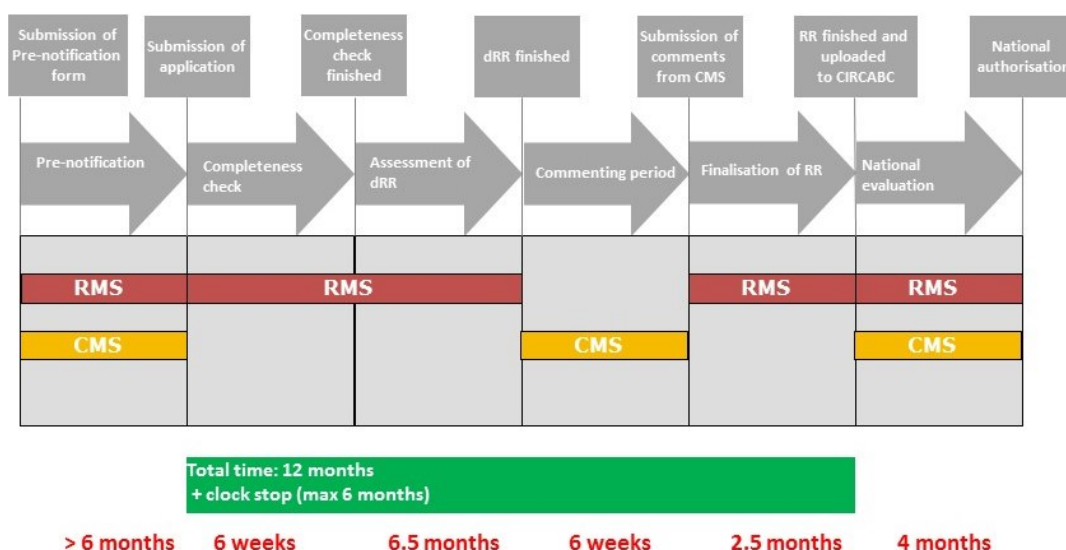 Submission of
Pre-notification
form
Submission of
application
Completeness
check
finished
dRR finished
Submission of
comments
from CMS
RR finished and
uploaded
to CIRCABC
National
authorisation
Pre-notification
Completeness
check
Assessment of
dRR
Commenting period
Finalisation of RR
National
evaluation
RMS
RMS
RMS
RMS
CMS
CMS
CMS
Total time: 12 months
+ clock stop (max 6 months)
> 6 months
6 weeks
6.5 months
6 weeks
2.5 months
4 months